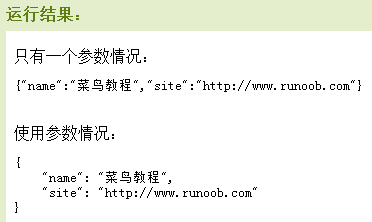 运行结果：
只有一个参数情况：
{"name":"菜鸟教程","site":"http://www.runoob.com"}
使用参数情况：
{
    "name": "菜鸟教程",
    "site": "http://www.runoob.com"
}